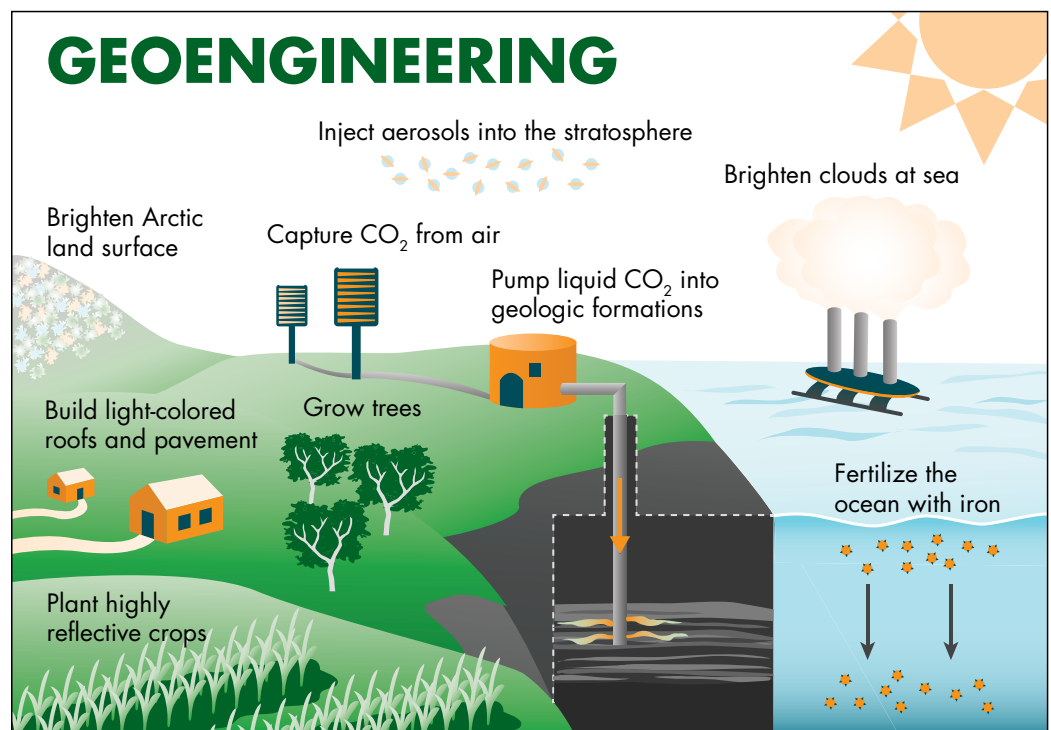 GEOENGINEERING
Inject aerosols into the stratosphere
Brighten clouds at sea
Brighten Arctic
land surface
Capture CO₂ from air
Pump liquid CO₂ into
geologic formations
Build light-colored
roofs and pavement
Grow trees
Fertilize the
ocean with iron
Plant highly
reflective crops